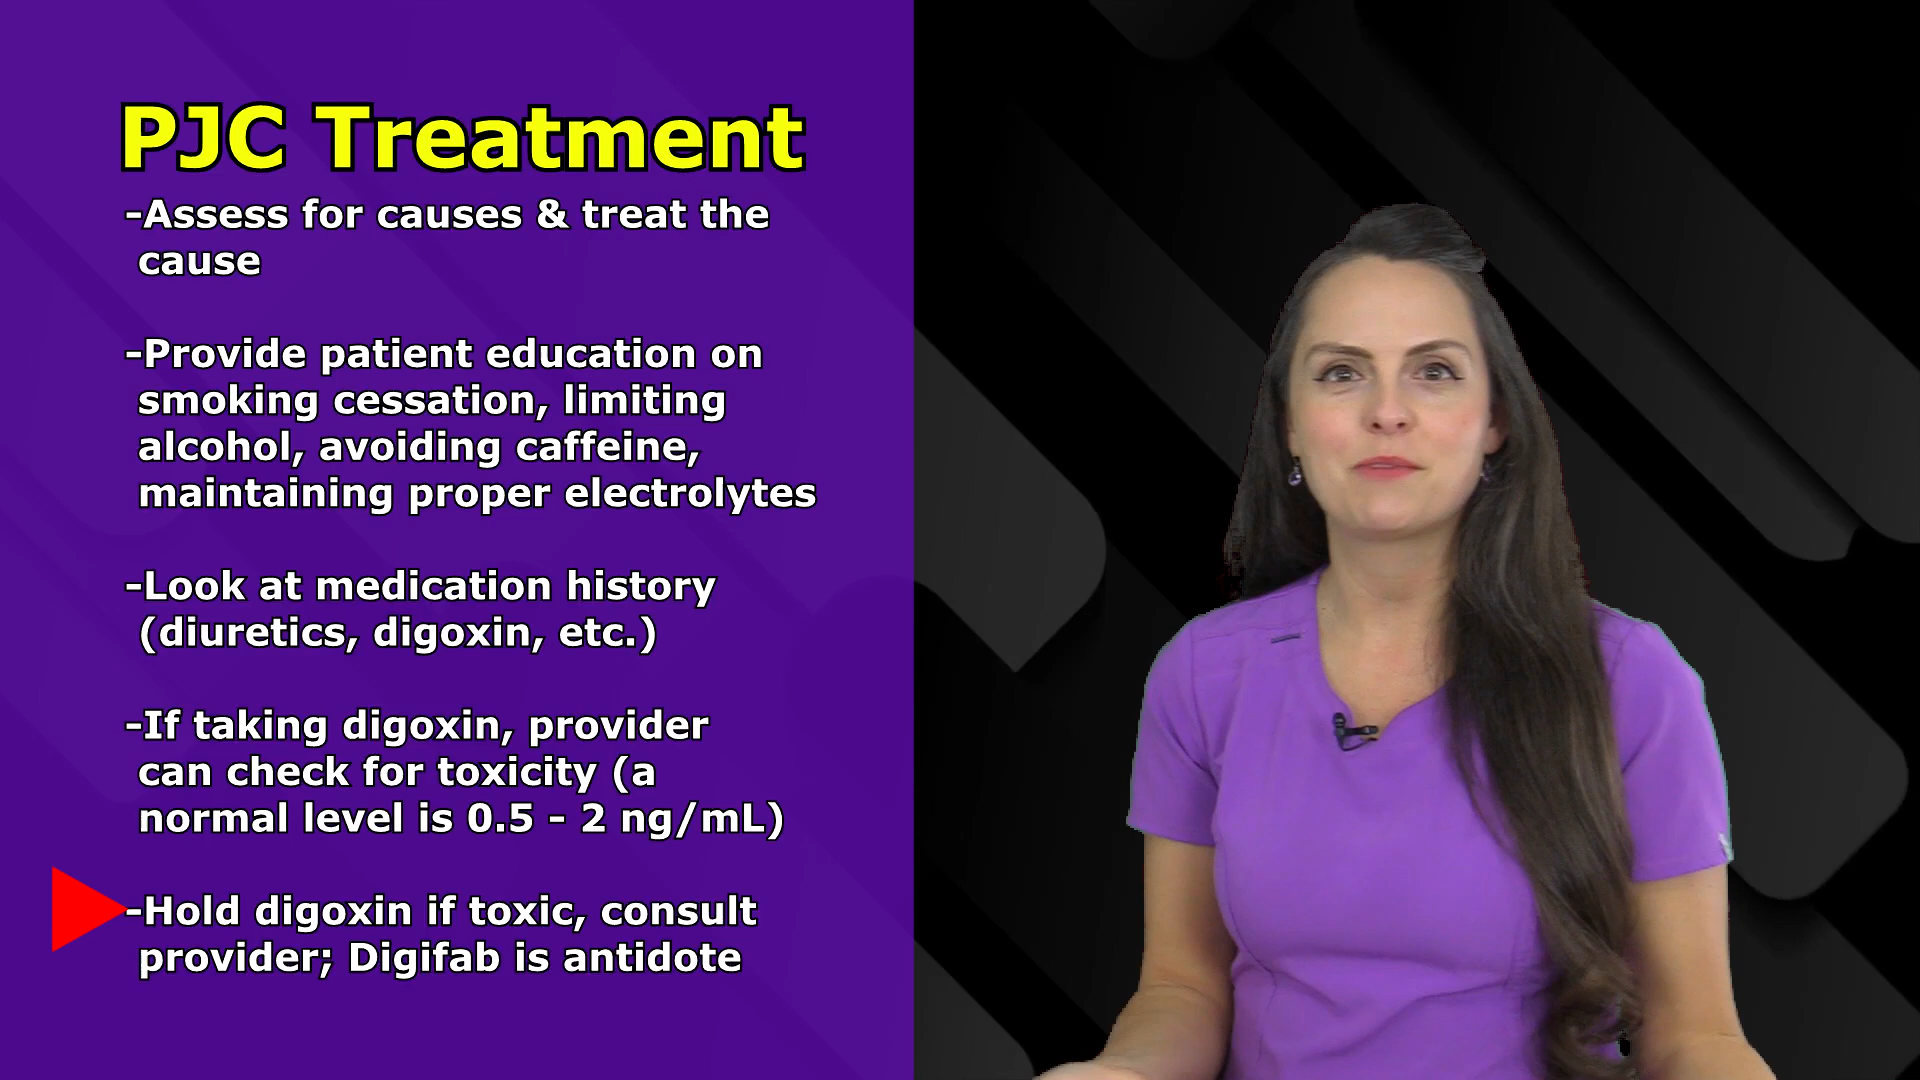 PJC Treatment
-Assess for causes & treat the
cause
-Provide patient education on
smoking cessation, limiting
alcohol, avoiding caffeine,
maintaining proper electrolytes
-Look at medication history
(diuretics, digoxin, etc.)
-If taking digoxin, provider
can check for toxicity (a
normal level is 0.5 - 2 ng/mL)
-Hold digoxin if toxic, consult
provider; Digifab is antidote